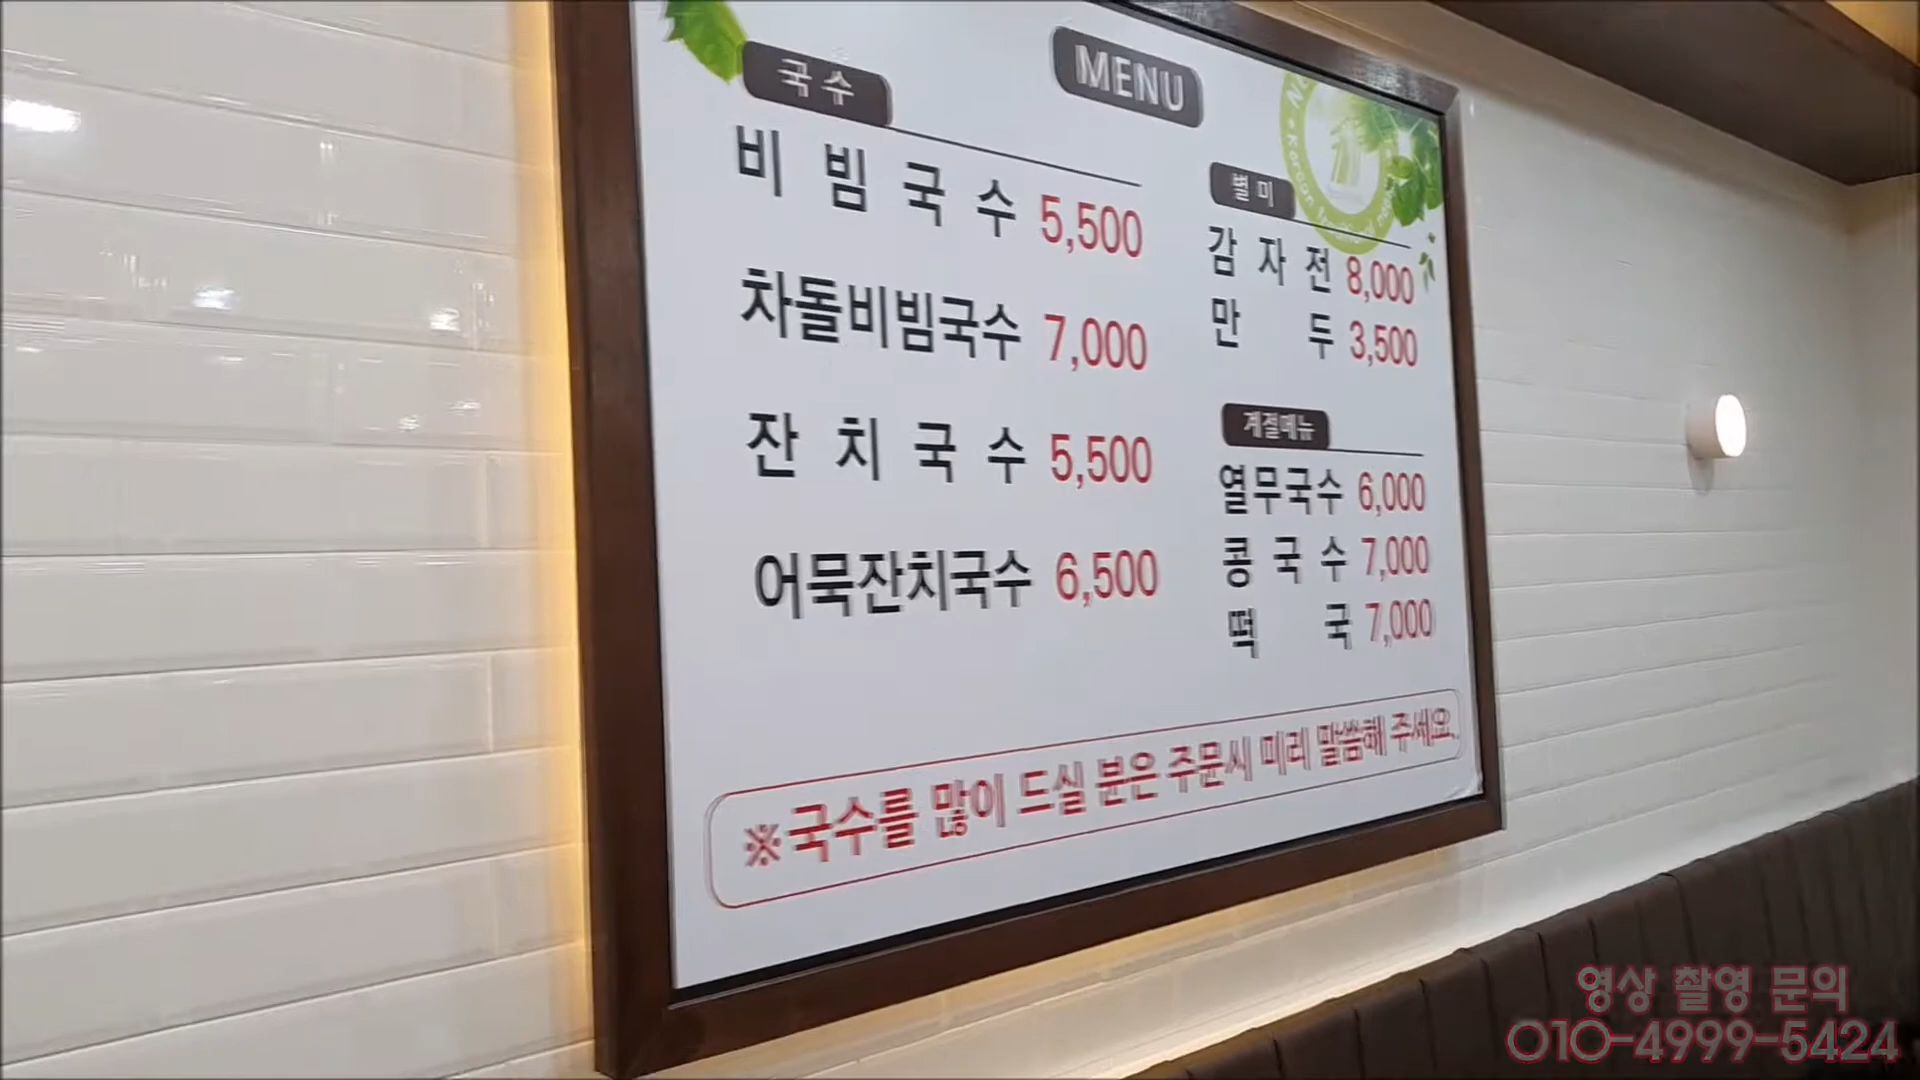 MENU
국수
비빔국수 5,500
차돌비빔국수 7,000
잔치국수 5,500
어묵잔치국수 6,500
별미
감자전 8,000
만두 3,500
계절메뉴
열무국수 6,000
콩국수 7,000
떡국 7,000
※국수를 많이 드실 분은 주문시 미리 말씀해 주세요.
영상 촬영 문의
010-4999-5424